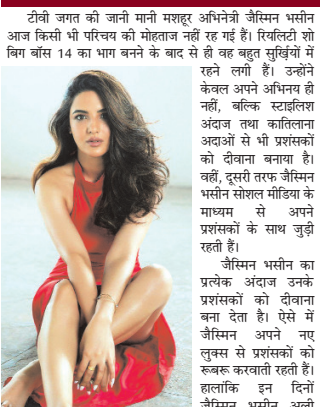 टीवी जगत की जानी मानी मशहूर अभिनेत्री जैस्मिन भसीन
आज किसी भी परिचय की मोहताज नहीं रह गई हैं। रियलिटी शो
बिग बॉस 14 का भाग बनने के बाद से ही वह बहुत सुर्ख़ियों में
रहने लगी हैं। उन्होंने
केवल अपने अभिनय ही
नहीं, बल्कि स्टाइलिश
अंदाज तथा कातिलाना
अदाओं से भी प्रशंसकों
को दीवाना बनाया है।
वहीं, दूसरी तरफ जैस्मिन
भसीन सोशल मीडिया के
माध्यम से अपने
प्रशंसकों के साथ जुड़ी
रहती हैं।
जैस्मिन भसीन का
प्रत्येक अंदाज उनके
प्रशंसकों को दीवाना
बना देता है। ऐसे में
जैस्मिन अपने नए
लुक्स से प्रशंसकों को
रूबरू करवाती रहती हैं।
हालांकि इन दिनों
जैस्मिन भसीन अली